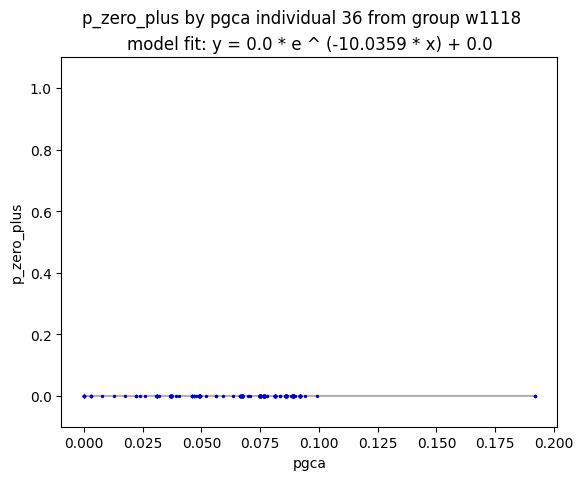 p_zero_plus by pgca individual 36 from group w1118
model fit: y = 0.0 * e ^ (-10.0359 * x) + 0.0
1.0
0.8
0.6
0.4
0.2
0.0
p_zero_plus
0.000 0.025 0.050 0.075 0.100 0.125 0.150 0.175 0.200
pgca